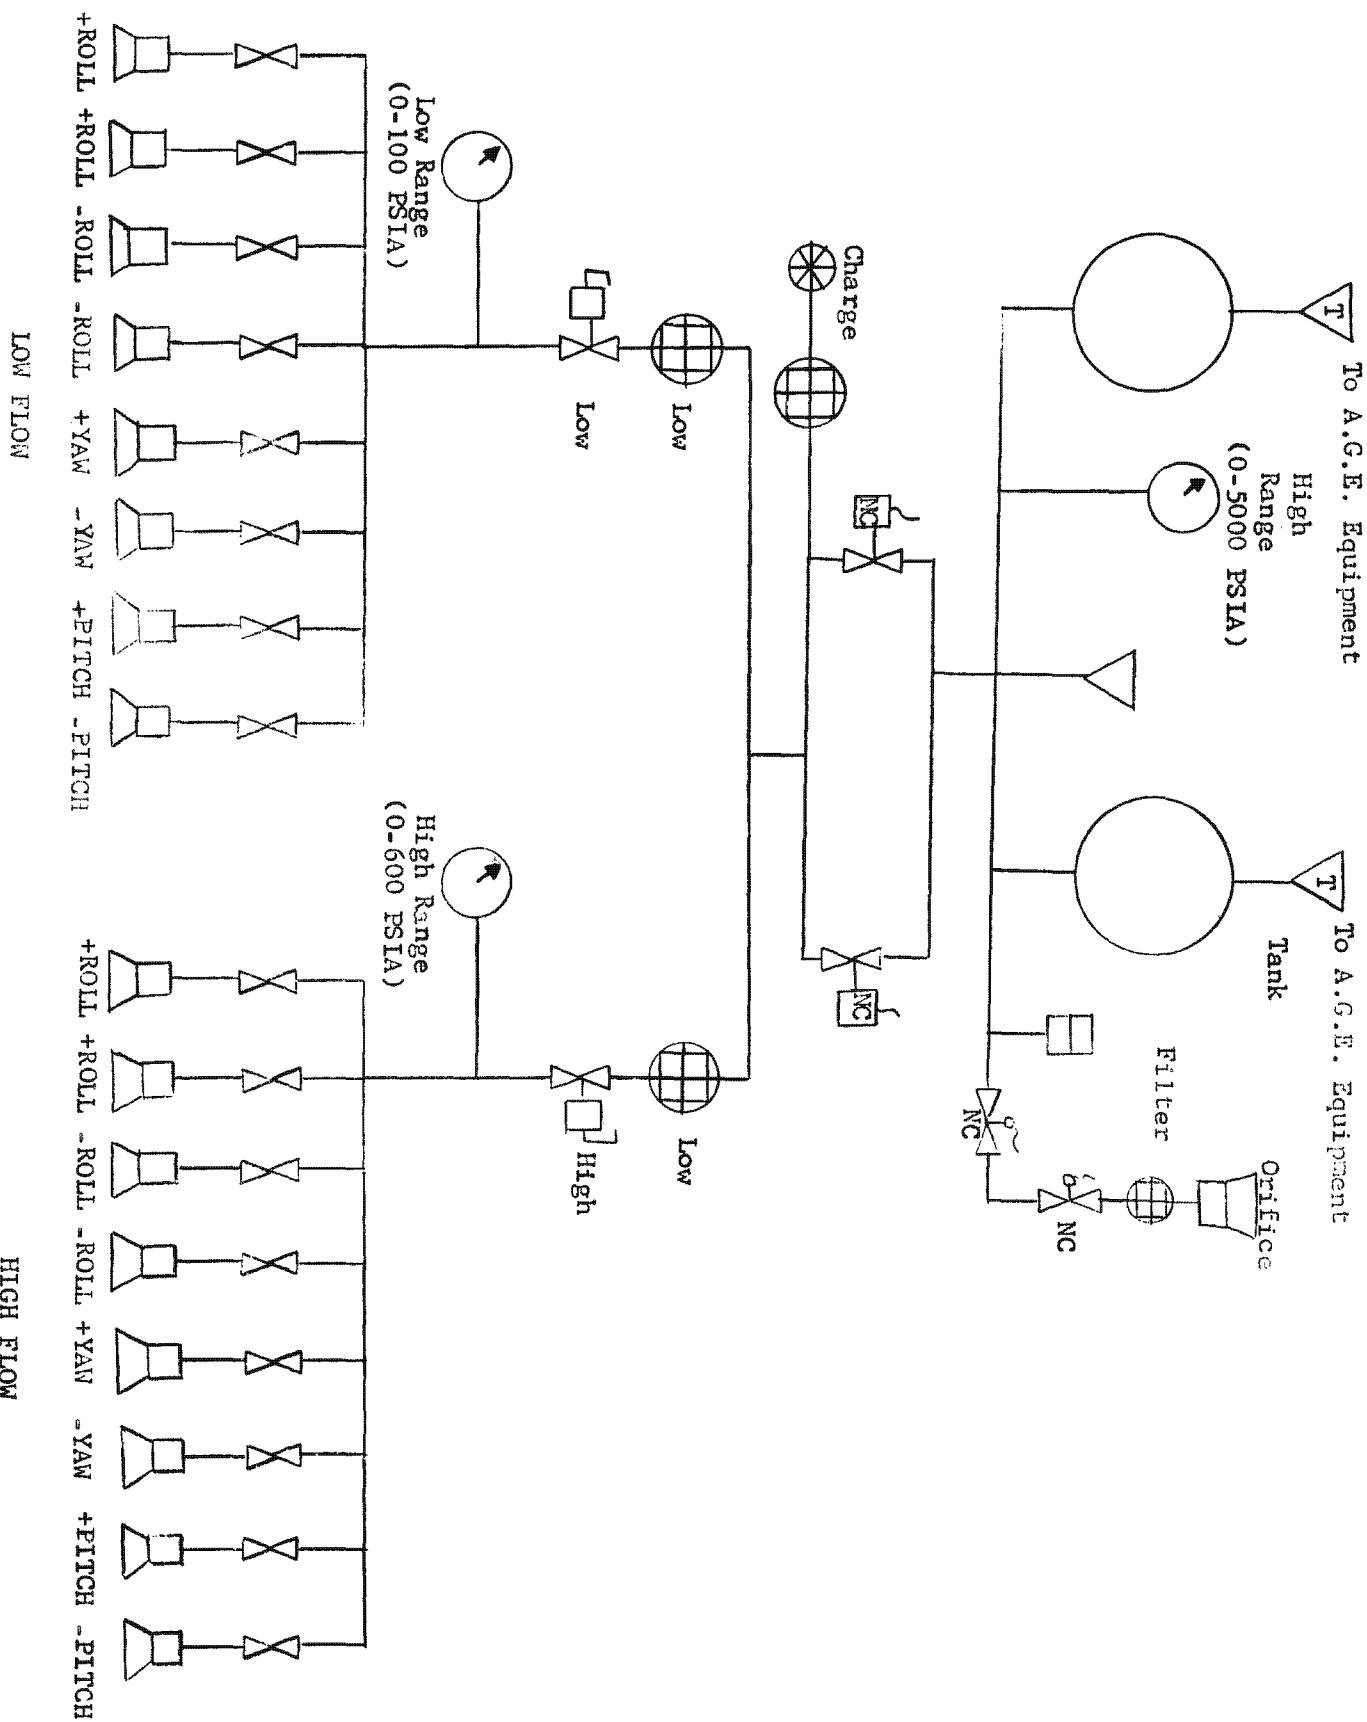 T
To A.G.E. Equipment
T
To A.G.E. Equipment
High
Range
(0-5000 PSIA)
Tank
Filter
Orifice
NC
NC
Charge
NC
NC
Low
Low
Low
High
Low Range
(0-100 PSIA)
High Range
(0-600 PSIA)
+ROLL +ROLL -ROLL -ROLL +YAW -YAW +PITCH -PITCH
+ROLL +ROLL -ROLL -ROLL +YAW -YAW +PITCH -PITCH
LOW FLOW
HIGH FLOW